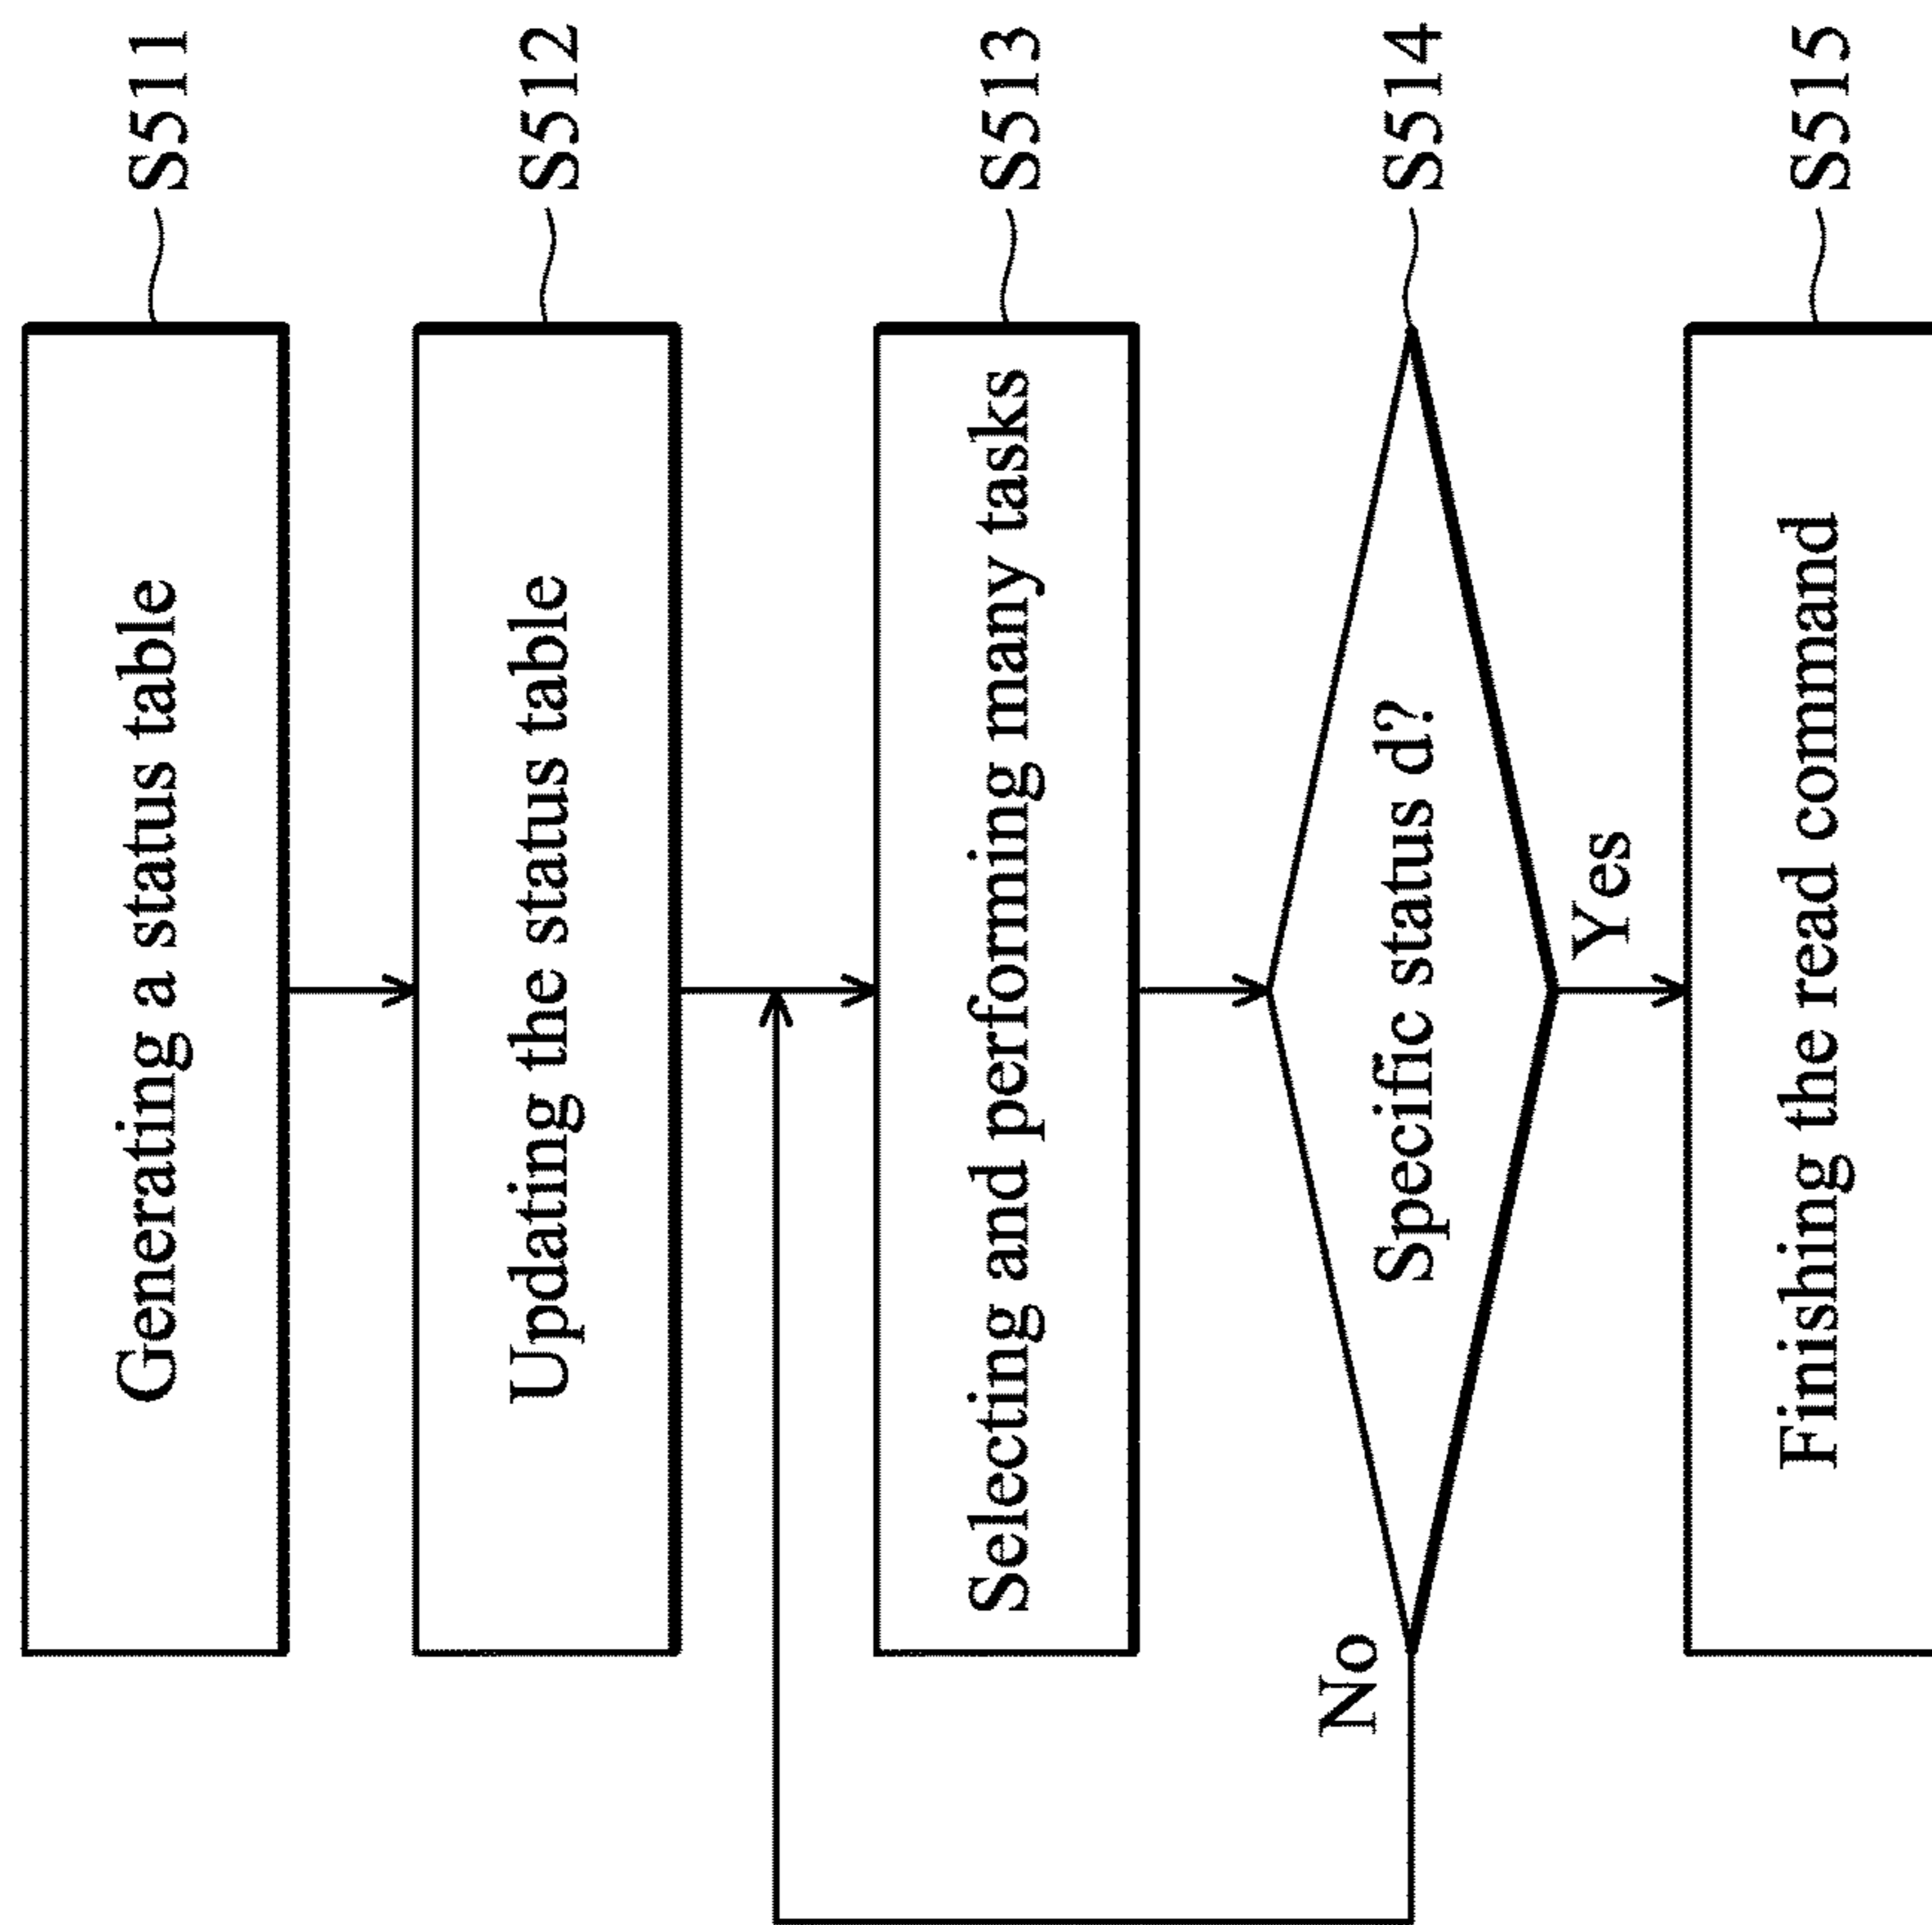 Generating a status table
S511
Updating the status table
S512
Selecting and performing many tasks
S513
Specific status d?
S514
No
Yes
Finishing the read command
S515